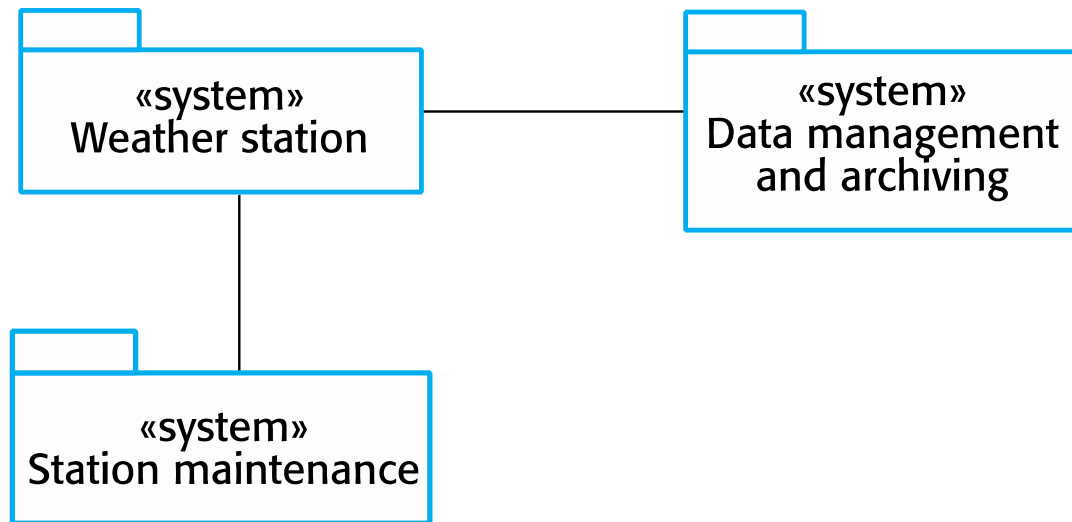 «system»
Weather station
«system»
Data management
and archiving
«system»
Station maintenance